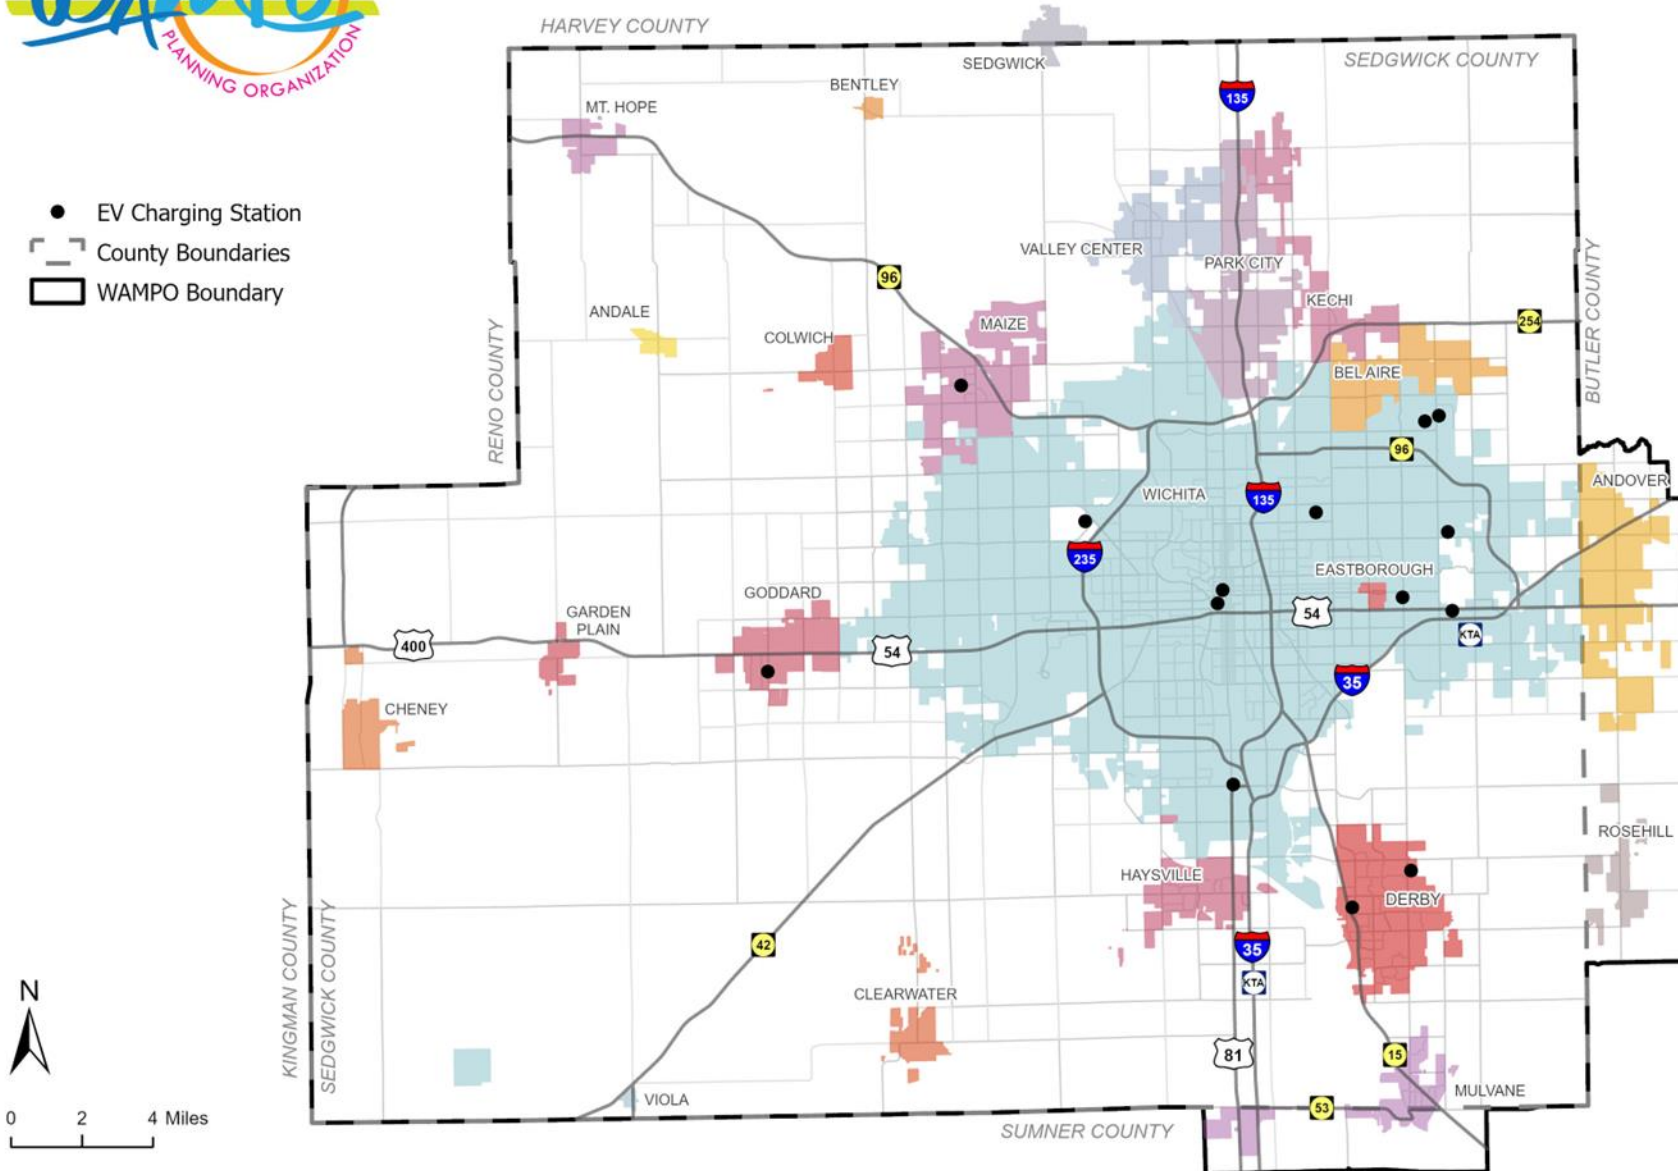 WAMPO
PLANNING ORGANIZATION
HARVEY COUNTY
SEDGWICK
SEDGWICK COUNTY
BENTLEY
135
MT. HOPE
EV Charging Station
County Boundaries
WAMPO Boundary
VALLEY CENTER
PARK CITY
96
KECHI
BUTLER COUNTY
ANDALE
COLWICH
MAIZE
254
RENO COUNTY
BEL AIRE
96
ANDOVER
WICHITA
135
235
EASTBOROUGH
GODDARD
GARDEN
PLAIN
54
400
54
KTA
35
CHENEY
ROSEHILL
HAYSVILLE
DERBY
KINGMAN COUNTY
SEDGWICK COUNTY
42
35
KTA
N
CLEARWATER
81
15
VIOLA
MULVANE
53
0 2 4 Miles
SUMNER COUNTY